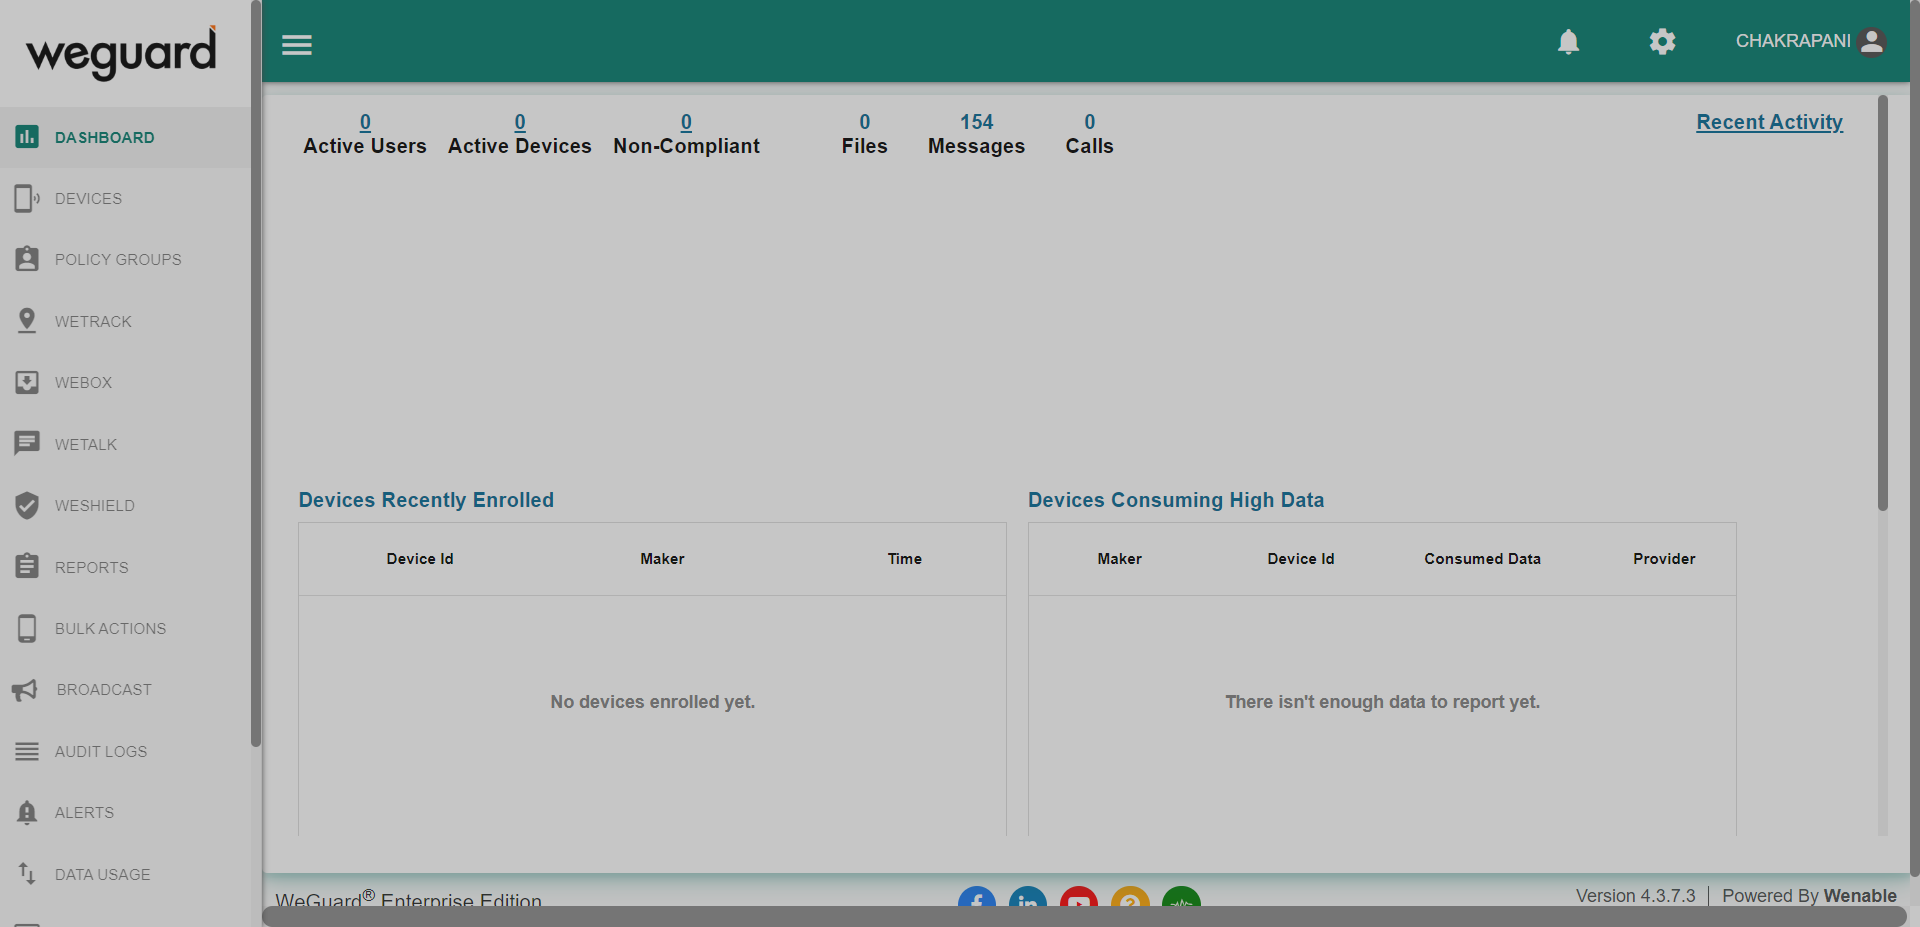 weguard
CHAKRAPANI
DASHBOARD
DEVICES
POLICY GROUPS
WETRACK
WEBOX
WETALK
WESHIELD
REPORTS
BULK ACTIONS
BROADCAST
AUDIT LOGS
ALERTS
DATA USAGE
0 0 0 0 154 0
Active Users Active Devices Non-Compliant Files Messages Calls
Recent Activity
Devices Recently Enrolled
Device Id Maker Time
No devices enrolled yet.
Devices Consuming High Data
Maker Device Id Consumed Data Provider
There isn't enough data to report yet.
WeGuard® Enterprise Edition
Version 4.3.7.3 | Powered By Wenable